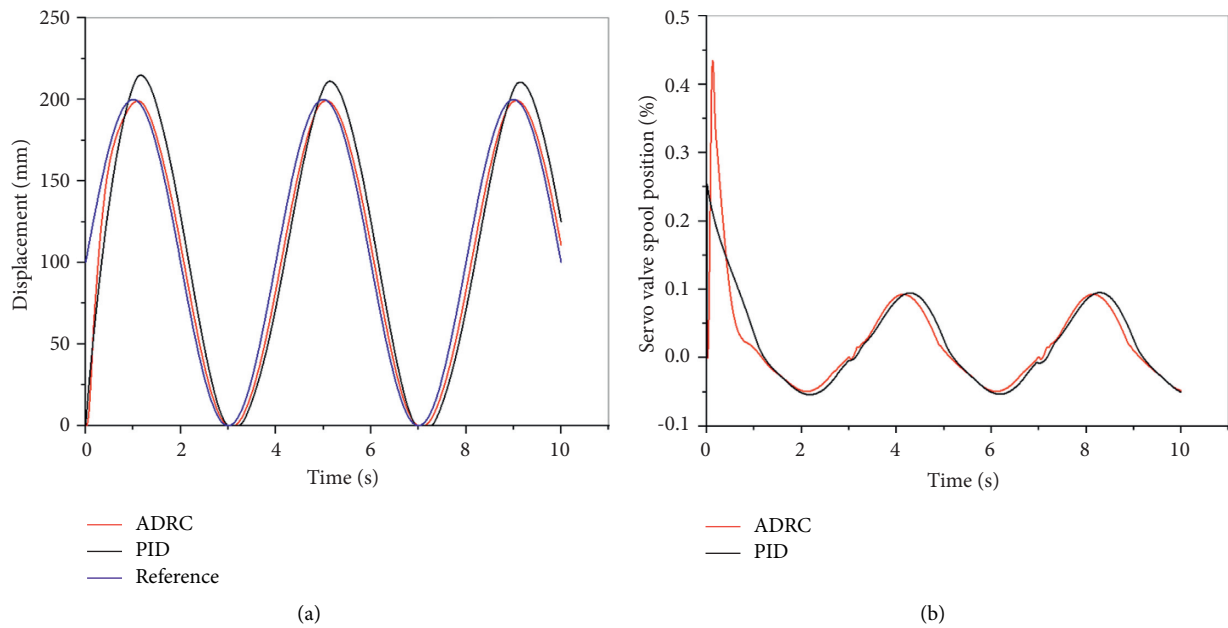 250
200
150
100
50
0
Displacement (mm)
0 2 4 6 8 10
Time (s)
ADRC
PID
Reference
(a)
0.5
0.4
0.3
0.2
0.1
0.0
-0.1
Servo valve spool position (%)
0 2 4 6 8 10
Time (s)
ADRC
PID
(b)